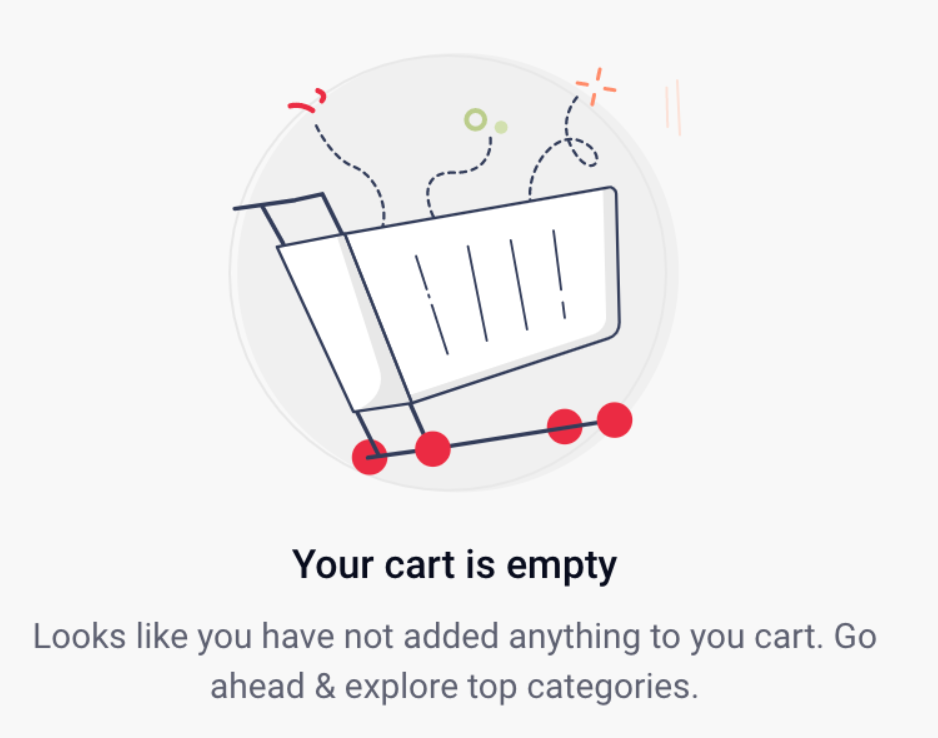 Your cart is empty
Looks like you have not added anything to you cart. Go
ahead & explore top categories.